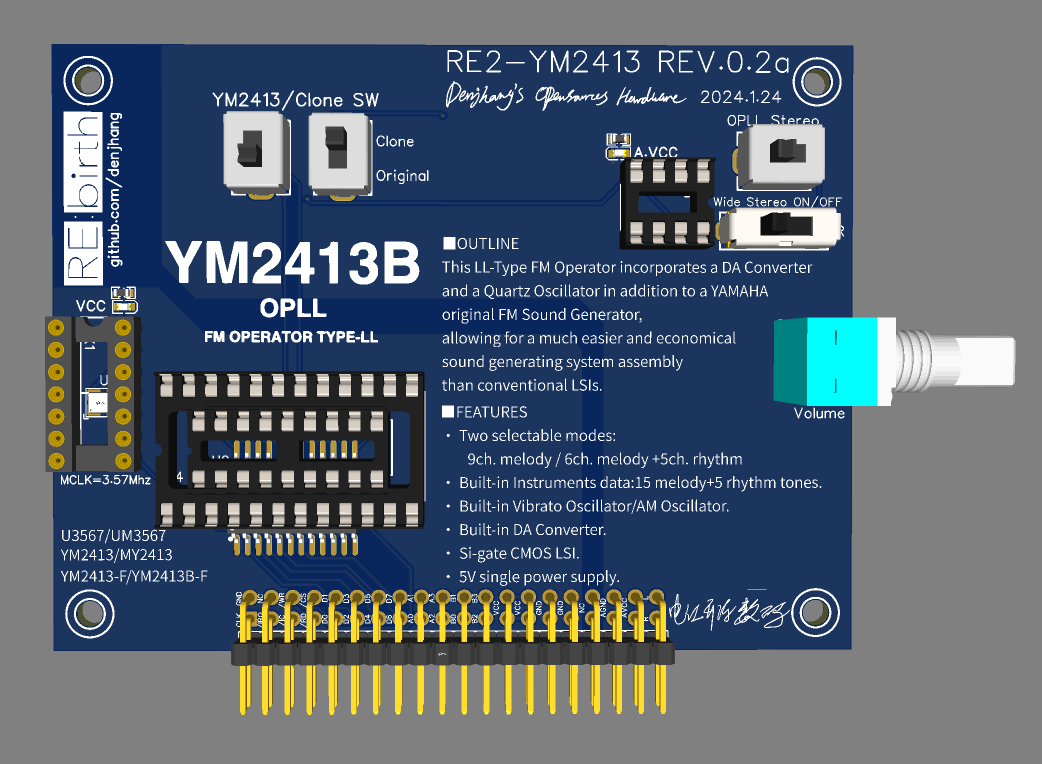 RE2-YM2413 REV.0.2a
Denjhang's Opensources Hardware 2024.1.24
YM2413/Clone SW
Clone
Original
OPLL Stereo
A.VCC
Wide Stereo ON/OFF
R
RE:birth
github.com/denjhang
YM2413B
OPLL
FM OPERATOR TYPE-LL
VCC
MCLK=3.57Mhz
■OUTLINE
This LL-Type FM Operator incorporates a DA Converter
and a Quartz Oscillator in addition to a YAMAHA
original FM Sound Generator,
allowing for a much easier and economical
sound generating system assembly
than conventional LSIs.
■FEATURES
・ Two selectable modes:
9ch. melody / 6ch. melody +5ch. rhythm
・ Built-in Instruments data:15 melody+5 rhythm tones.
・ Built-in Vibrato Oscillator/AM Oscillator.
・ Built-in DA Converter.
・ Si-gate CMOS LSI.
・ 5V single power supply.
Volume
4
U3567/UM3567
YM2413/MY2413
YM2413-F/YM2413B-F